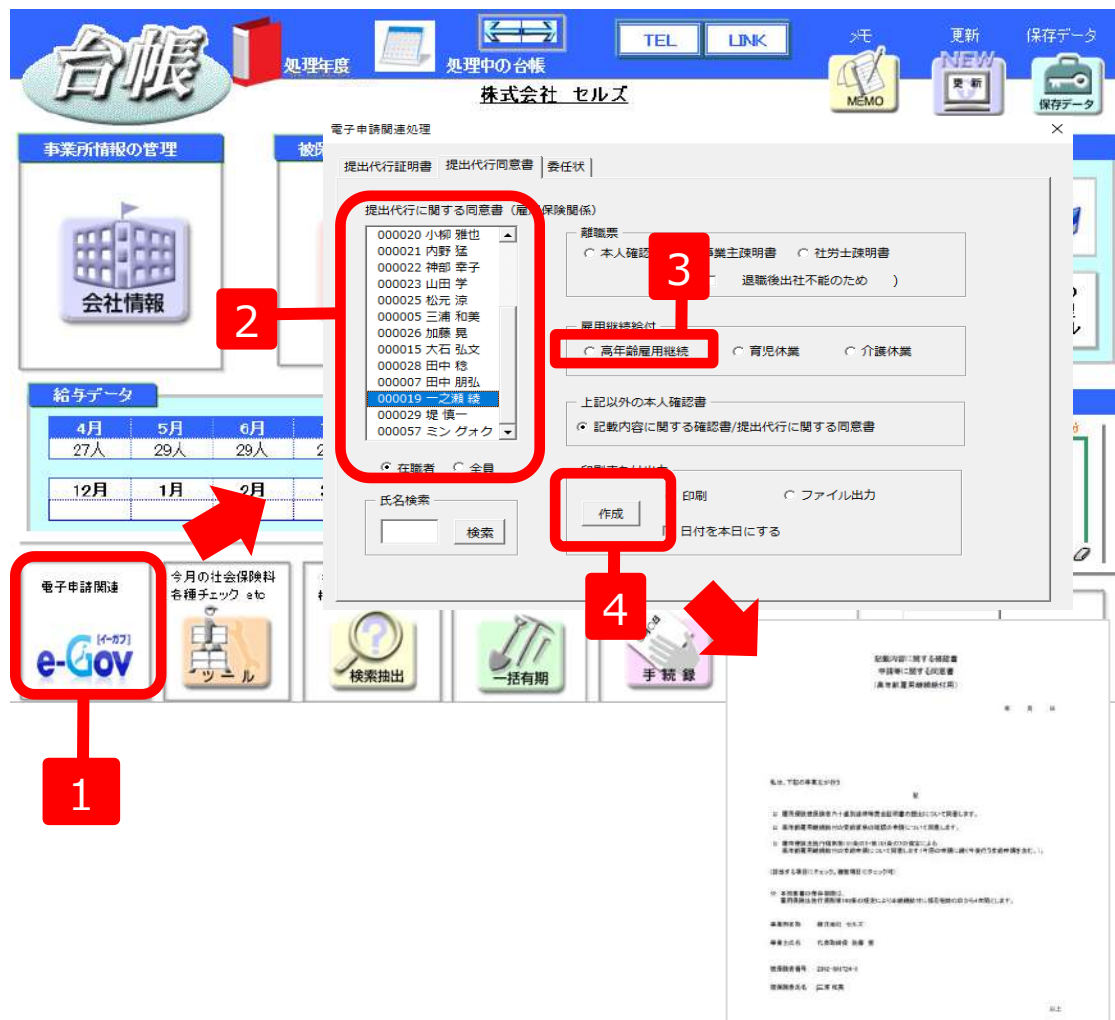 台帳
処理年度
処理中の台帳
TEL
LINK
メモ
更新
保存データ
MEMO
NEW
更新
保存データ
株式会社 セルズ
事業所情報の管理
会社情報
電子申請関連処理
提出代行証明書
提出代行同意書
委任状
提出代行に関する同意書（雇用保険関係）
000020 小柳 雅也
000021 内野 猛
000022 神部 幸子
000023 山田 学
000025 松元 涼
000005 三浦 和美
000026 加藤 晃
000015 大石 弘文
000028 田中 稔
000007 田中 朋弘
000019 一之瀬 綾
000029 堤 慎一
000057 ミン グォク
在職者
全員
氏名検索
検索
離職票
社労士疎明書
退職後出社不能のため )
雇用継続給付
高年齢雇用継続
育児休業
介護休業
上記以外の本人確認書
記載内容に関する確認書/提出代行に関する同意書
印刷
ファイル出力
作成
日付を本日にする
2
3
4
給与データ
4月 5月 6月
27人 29人 29人
12月 1月 2月
電子申請関連
[イーガブ]
e-Gov
今月の社会保険料
各種チェック etc
ツール
検索抽出
一括有期
手続録
1
記載内容に関する確認書
申請等に関する同意書
(高年齢雇用継続給付用)
年 月 日
記
事業所名称 株式会社 セルズ
以上